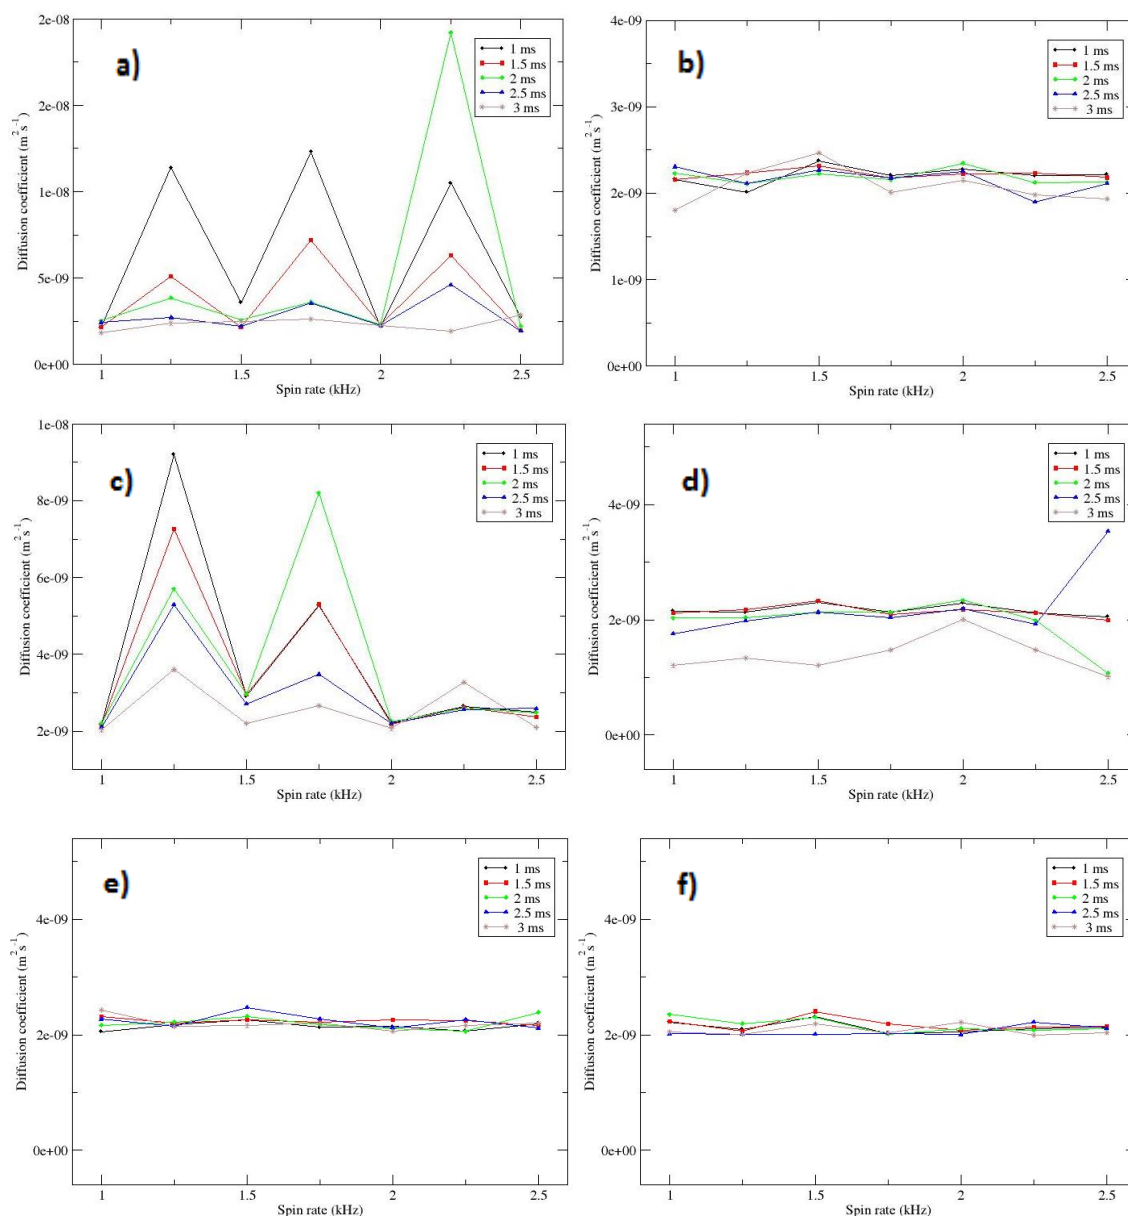 a)
2e-08
2e-08
1e-08
5e-09
0e+00
Diffusion coefficient (m² s⁻¹)
1 ms
1.5 ms
2 ms
2.5 ms
3 ms
1 1.5 2 2.5
Spin rate (kHz)
b)
4e-09
3e-09
2e-09
1e-09
0e+00
Diffusion coefficient (m² s⁻¹)
1 ms
1.5 ms
2 ms
2.5 ms
3 ms
1 1.5 2 2.5
Spin rate (kHz)
c)
1e-08
8e-09
6e-09
4e-09
2e-09
Diffusion coefficient (m² s⁻¹)
1 ms
1.5 ms
2 ms
2.5 ms
3 ms
1 1.5 2 2.5
Spin rate (kHz)
d)
4e-09
2e-09
0e+00
Diffusion coefficient (m² s⁻¹)
1 ms
1.5 ms
2 ms
2.5 ms
3 ms
1 1.5 2 2.5
Spin rate (kHz)
e)
4e-09
2e-09
0e+00
Diffusion coefficient (m² s⁻¹)
1 ms
1.5 ms
2 ms
2.5 ms
3 ms
1 1.5 2 2.5
Spin rate (kHz)
f)
4e-09
2e-09
0e+00
Diffusion coefficient (m² s⁻¹)
1 ms
1.5 ms
2 ms
2.5 ms
3 ms
1 1.5 2 2.5
Spin rate (kHz)